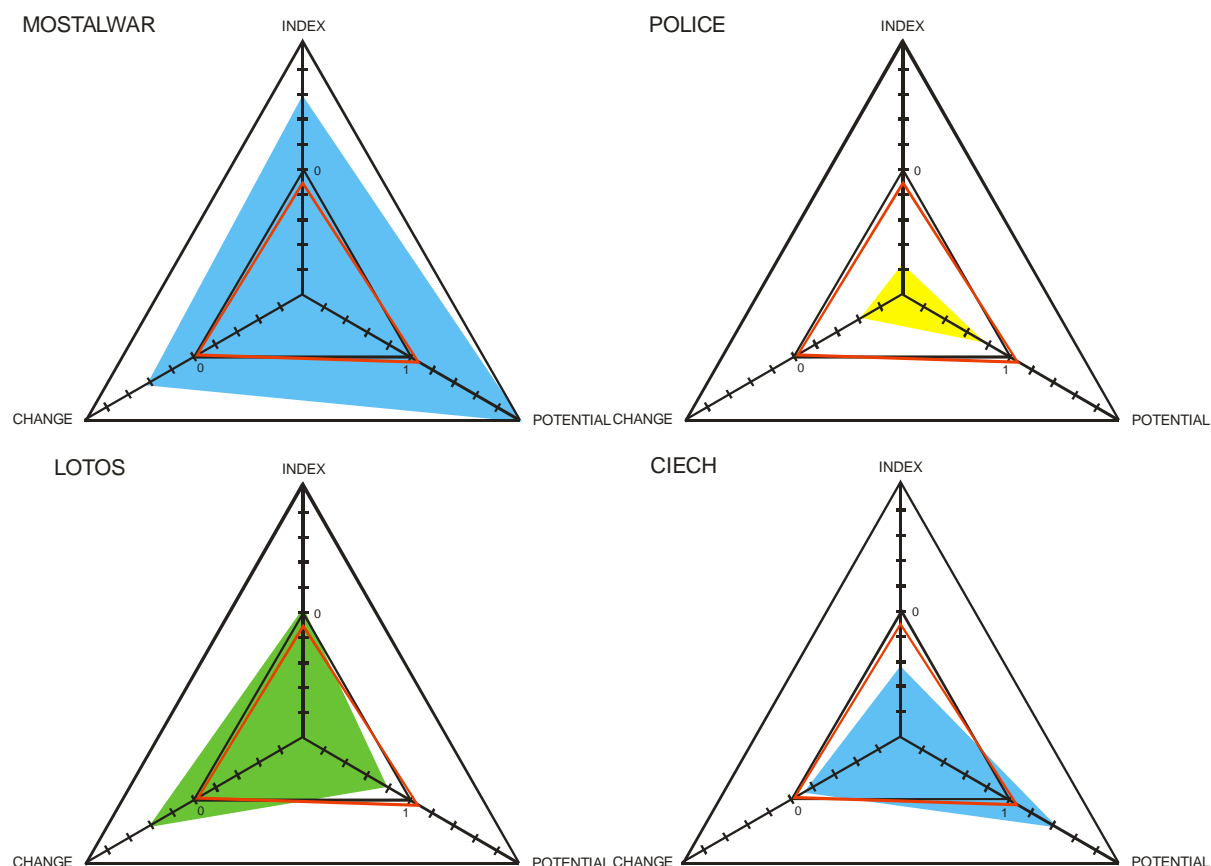 MOSTALWAR
INDEX
0
0
1
CHANGE
POTENTIAL
POLICE
INDEX
0
0
1
CHANGE
POTENTIAL
LOTOS
INDEX
0
0
1
CHANGE
POTENTIAL
CIECH
INDEX
0
0
1
CHANGE
POTENTIAL